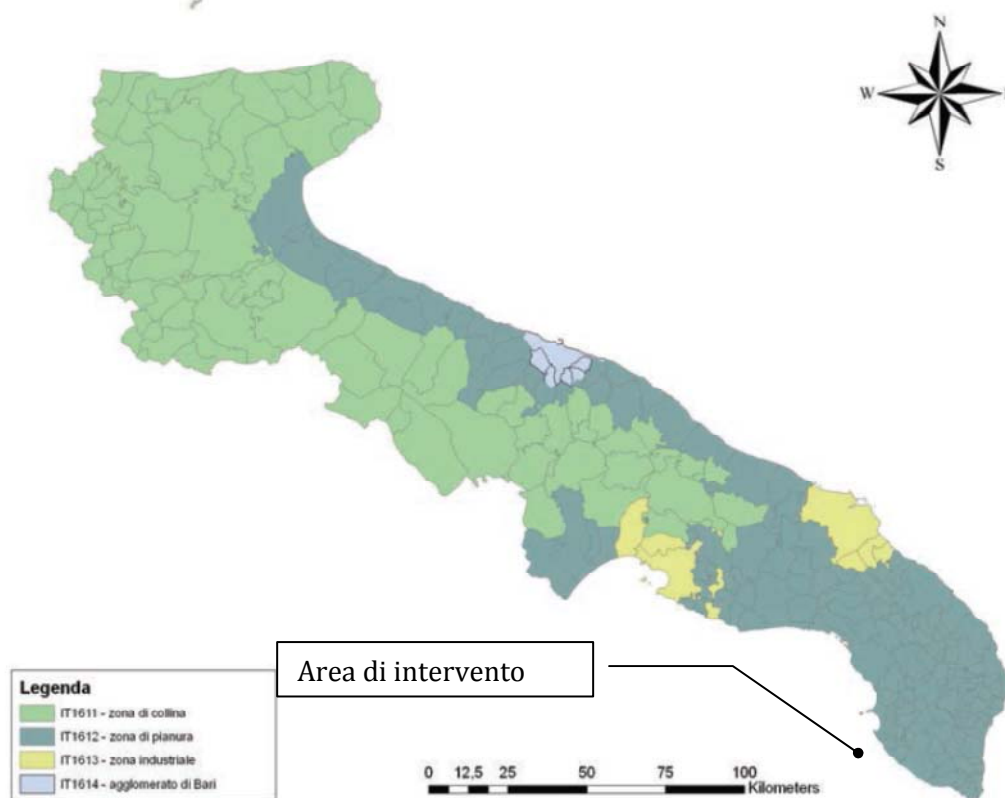 N
W
S
Area di intervento
Legenda
IT1611 - zona di collina
IT1612 - zona di pianura
IT1613 - zona industriale
IT1614 - agglomerato di Bari
0 12,5 25 50 75 100
Kilometers